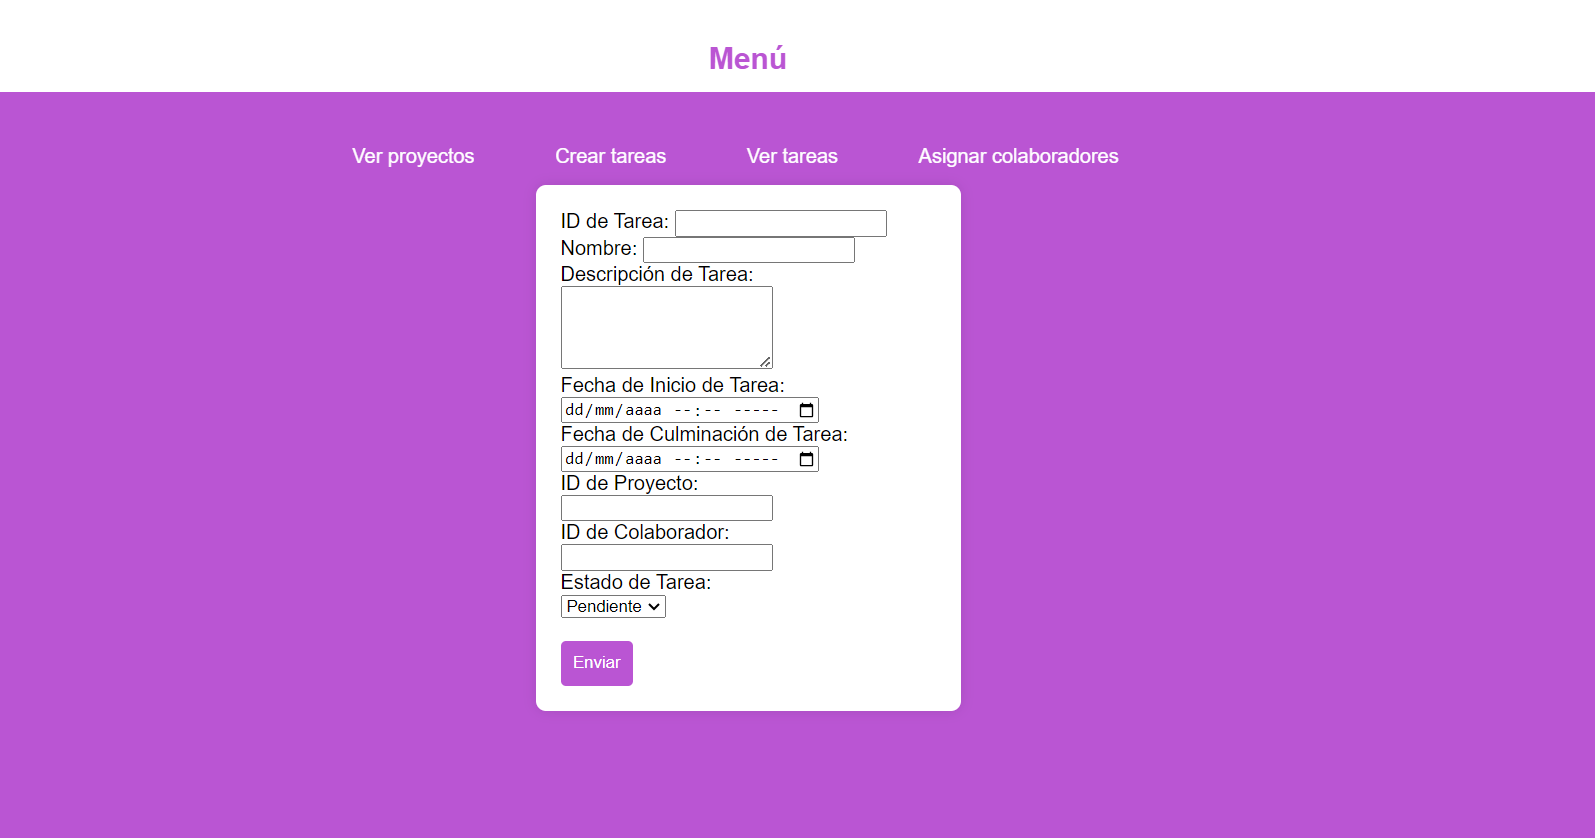 Menú
Ver proyectos Crear tareas Ver tareas Asignar colaboradores
ID de Tarea:
Nombre:
Descripción de Tarea:
Fecha de Inicio de Tarea:
dd/mm/aaaa --:-- -----
Fecha de Culminación de Tarea:
dd/mm/aaaa --:-- -----
ID de Proyecto:
ID de Colaborador:
Estado de Tarea:
Pendiente
Enviar